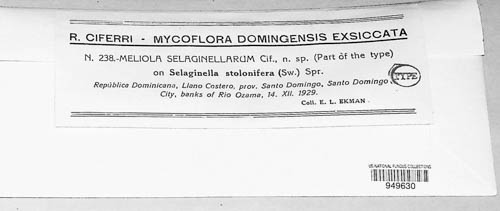 R. CIFERRI - MYCOFLORA DOMINGENSIS EXSICCATA
N. 238.-MELIOLA SELAGINELLARUM Cif., n. sp. (Part òf the type)
on Selaginella stolonifera (Sw.) Spr.
TYPE
República Dominicana, Llano Costero, prov. Santo Domingo, Santo Domingo
City, banks of Rio Ozama, 14. XII. 1929.
Coll. E. L. EKMAN
US NATIONAL FUNGUS COLLECTIONS
949630